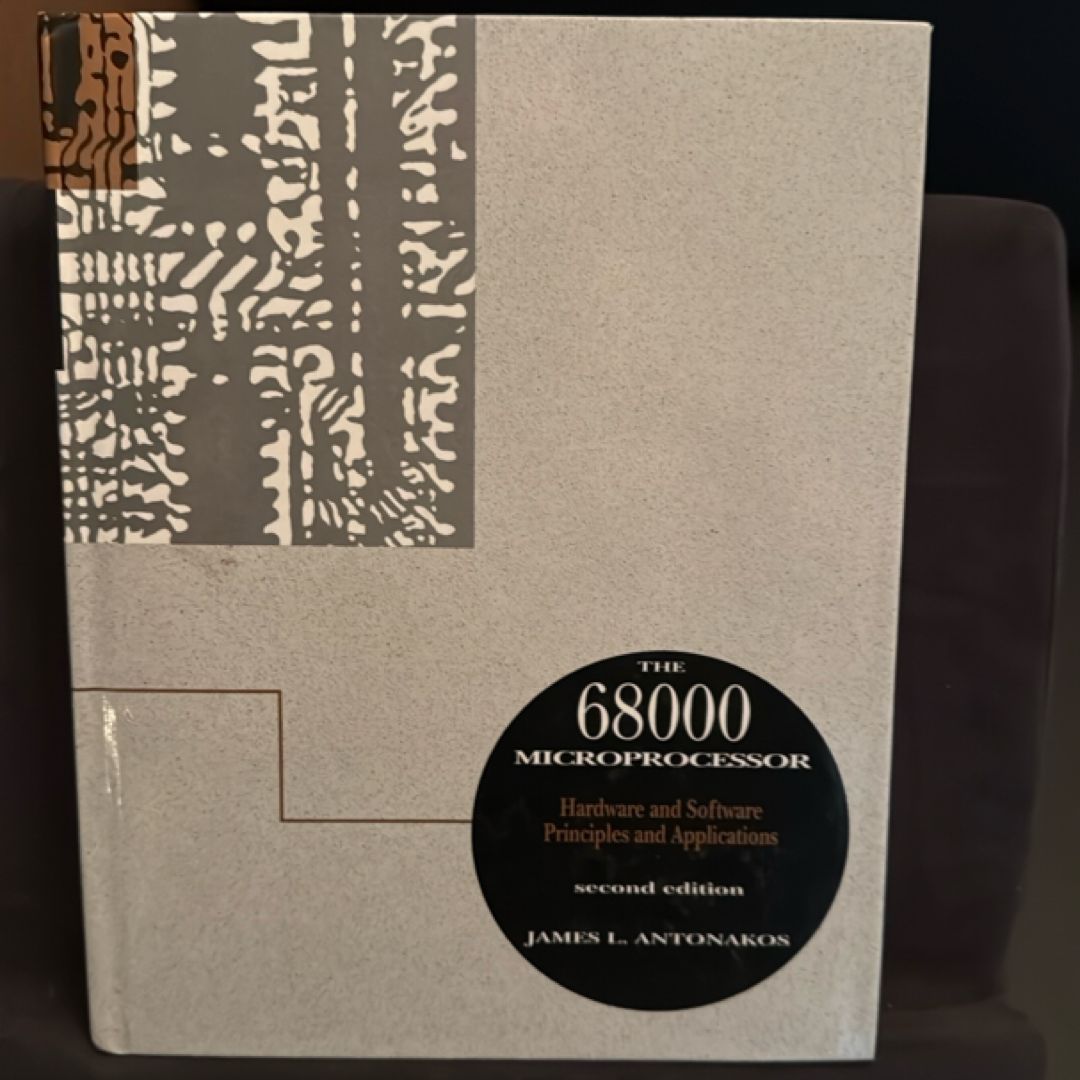 THE
68000
MICROPROCESSOR
Hardware and Software
Principles and Applications
second edition
JAMES L. ANTONAKOS